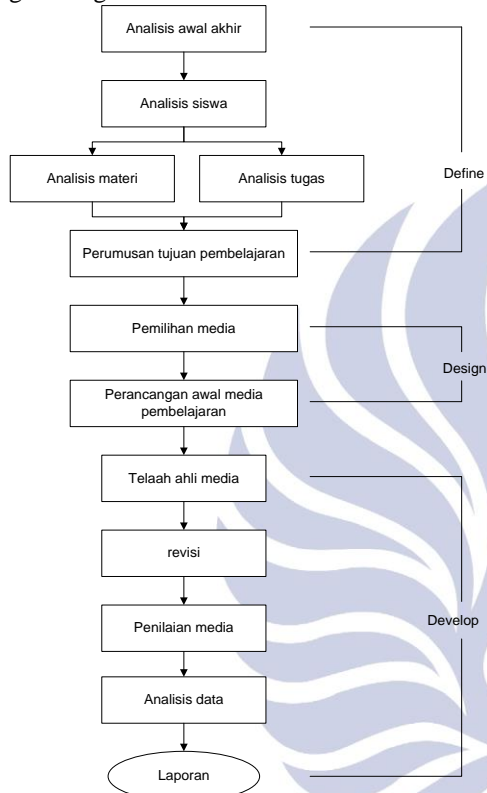 Analisis awal akhir
Analisis siswa
Analisis materi
Analisis tugas
Define
Perumusan tujuan pembelajaran
Pemilihan media
Design
Perancangan awal media
pembelajaran
Telaah ahli media
revisi
Penilaian media
Develop
Analisis data
Laporan